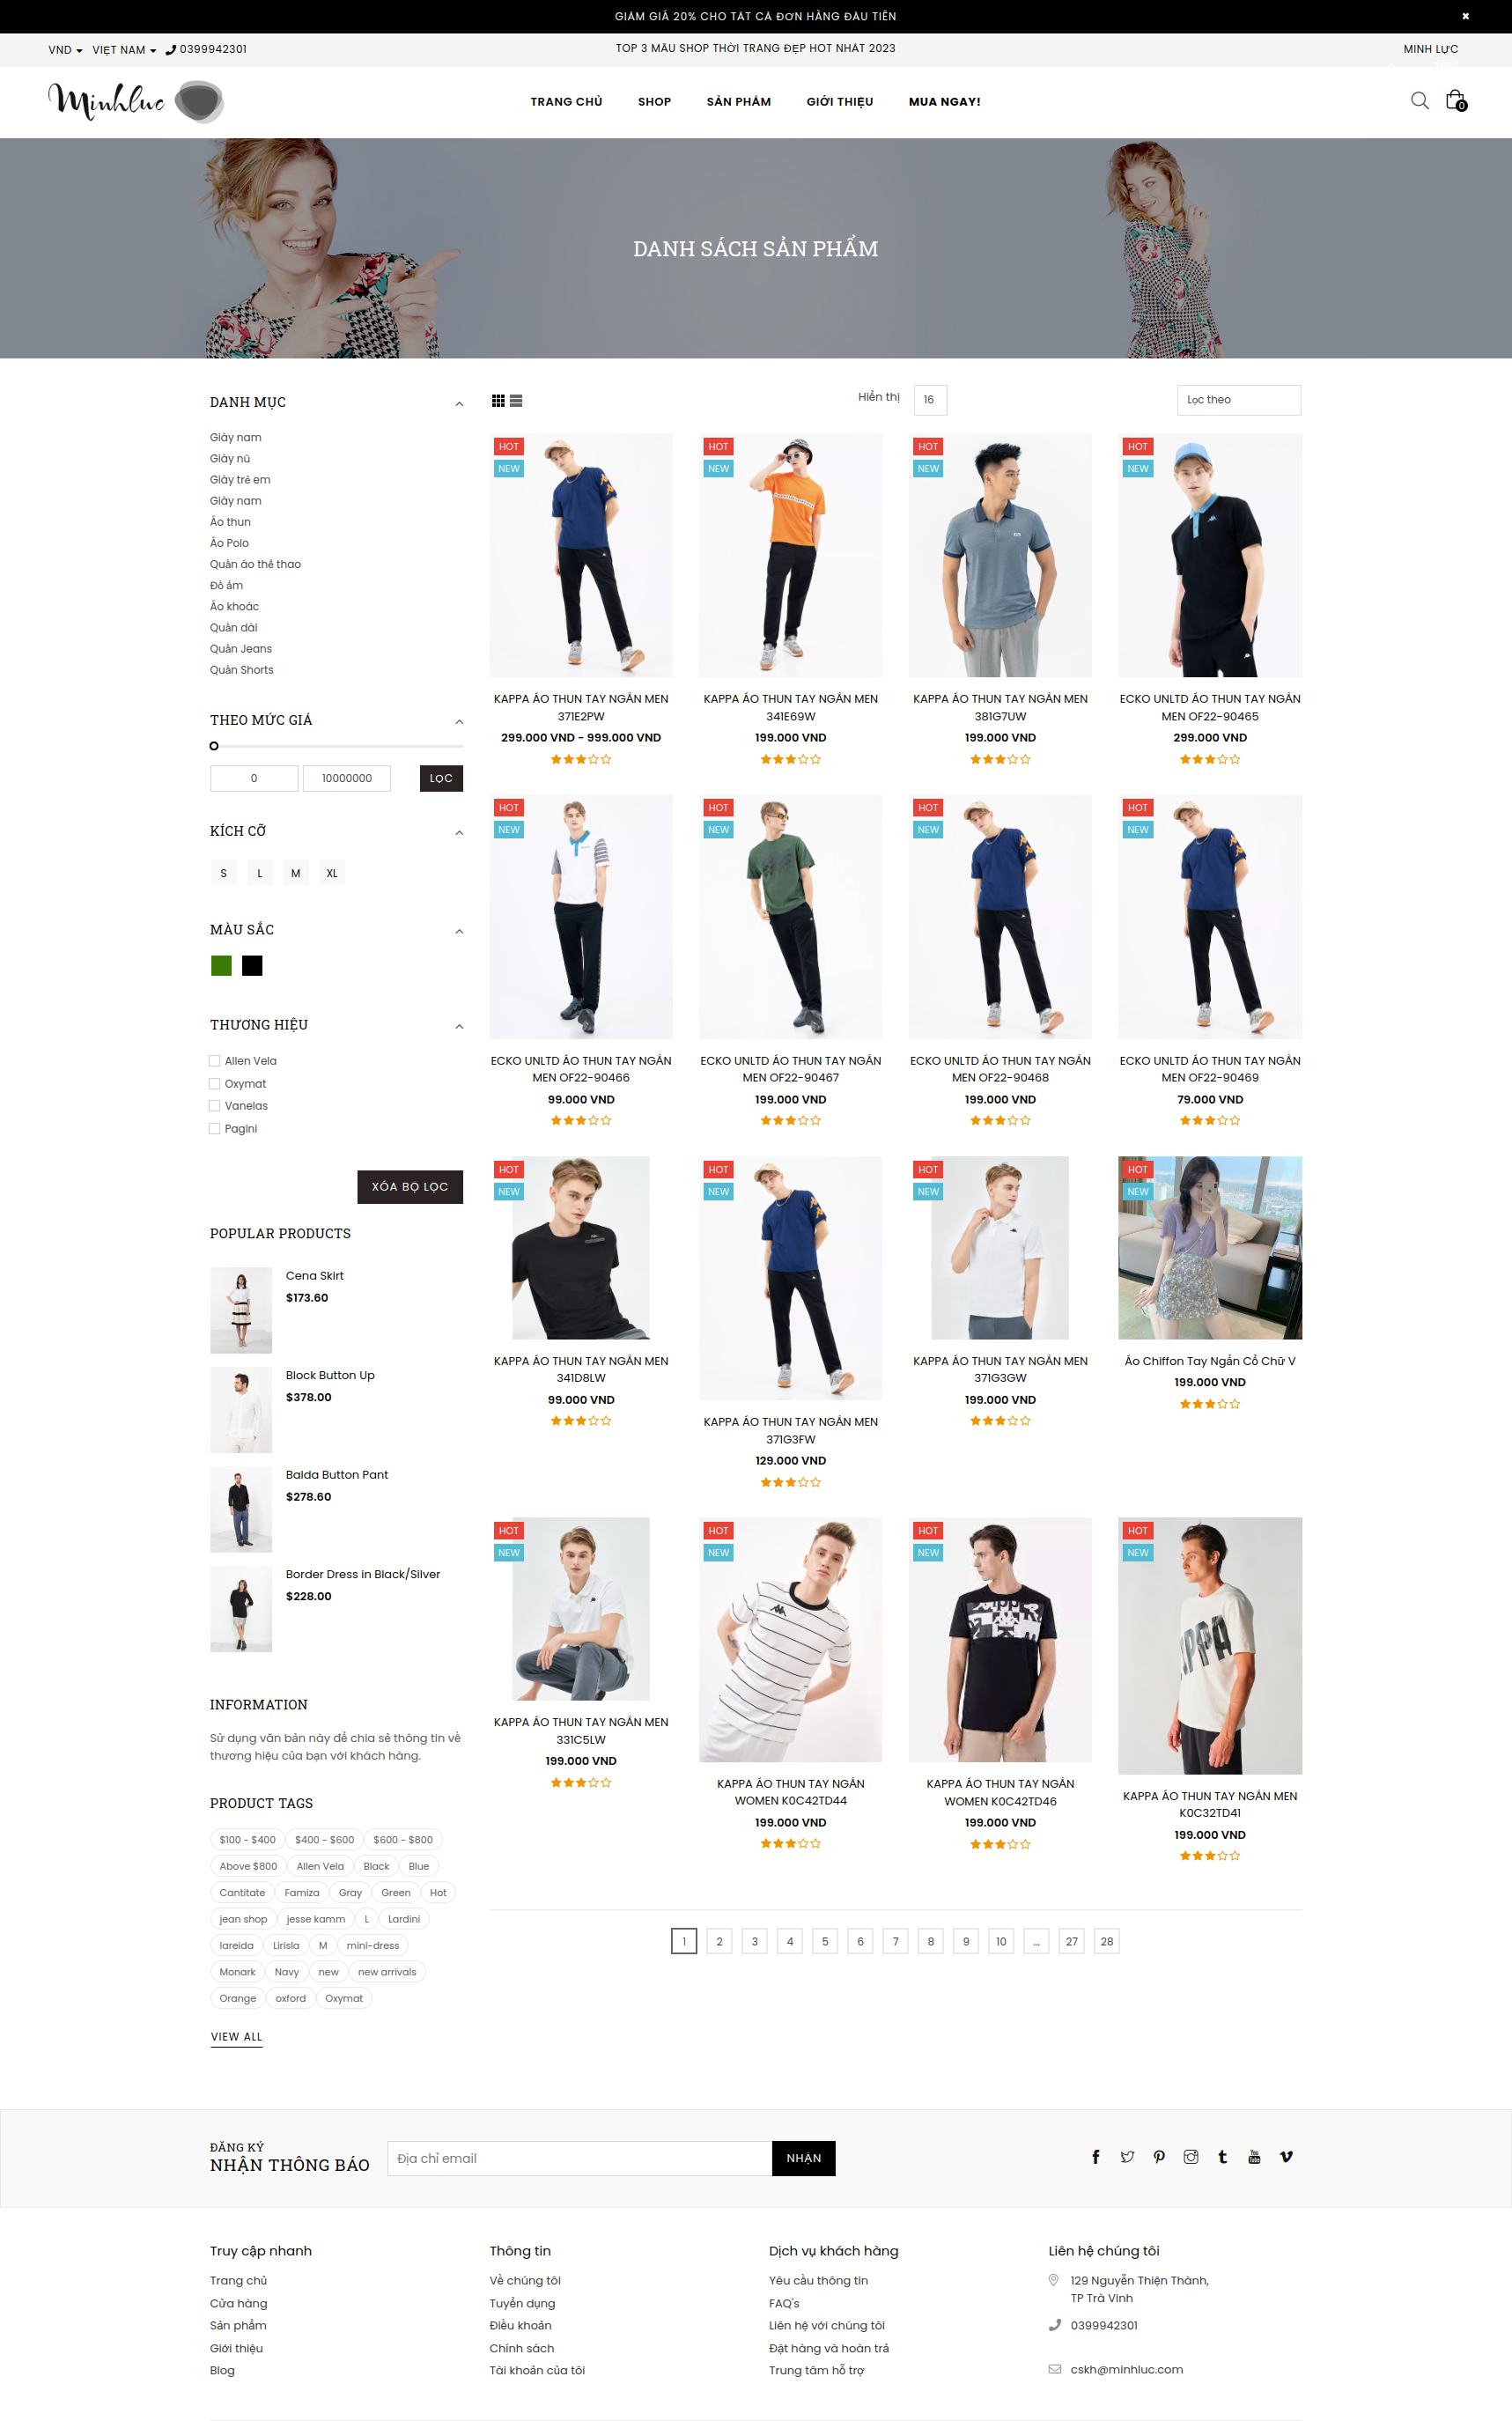 GIẢM GIÁ 20% CHO TẤT CẢ ĐƠN HÀNG ĐẦU TIÊN
VND VIỆT NAM 0399942301
TOP 3 MẪU SHOP THỜI TRANG ĐẸP HOT NHẤT 2023
MINH LỰC
Minhluc
TRANG CHỦ SHOP SẢN PHẨM GIỚI THIỆU MUA NGAY!
0
DANH SÁCH SẢN PHẨM
DANH MỤC
Giày nam
Giày nữ
Giày trẻ em
Giày nam
Áo thun
Áo Polo
Quần áo thể thao
Đồ ấm
Áo khoác
Quần dài
Quần Jeans
Quần Shorts
THEO MỨC GIÁ
0 10000000 LỌC
KÍCH CỠ
S L M XL
MÀU SẮC
THƯƠNG HIỆU
Allen Vela
Oxymat
Vanelas
Pagini
XÓA BỘ LỌC
POPULAR PRODUCTS
Cena Skirt
$173.60
Block Button Up
$378.00
Balda Button Pant
$278.60
Border Dress in Black/Silver
$228.00
INFORMATION
Sử dụng văn bản này để chia sẻ thông tin về
thương hiệu của bạn với khách hàng.
PRODUCT TAGS
$100 - $400 $400 - $600 $600 - $800
Above $800 Allen Vela Black Blue
Cantitate Famiza Gray Green Hot
jean shop jesse kamm L Lardini
lareida Lirisla M mini-dress
Monark Navy new new arrivals
Orange oxford Oxymat
VIEW ALL
Hiển thị 16 Lọc theo
HOT HOT HOT HOT
NEW NEW NEW NEW
KAPPA ÁO THUN TAY NGẮN MEN
371E2PW
299.000 VND - 999.000 VND
KAPPA ÁO THUN TAY NGẮN MEN
341E69W
199.000 VND
KAPPA ÁO THUN TAY NGẮN MEN
381G7UW
199.000 VND
ECKO UNLTD ÁO THUN TAY NGẮN
MEN OF22-90465
299.000 VND
HOT HOT HOT HOT
NEW NEW NEW NEW
ECKO UNLTD ÁO THUN TAY NGẮN
MEN OF22-90466
99.000 VND
ECKO UNLTD ÁO THUN TAY NGẮN
MEN OF22-90467
199.000 VND
ECKO UNLTD ÁO THUN TAY NGẮN
MEN OF22-90468
199.000 VND
ECKO UNLTD ÁO THUN TAY NGẮN
MEN OF22-90469
79.000 VND
HOT HOT HOT HOT
NEW NEW NEW NEW
KAPPA ÁO THUN TAY NGẮN MEN
341D8LW
99.000 VND
KAPPA ÁO THUN TAY NGẮN MEN
371G3FW
129.000 VND
KAPPA ÁO THUN TAY NGẮN MEN
371G3GW
199.000 VND
Áo Chiffon Tay Ngắn Cổ Chữ V
199.000 VND
HOT HOT HOT HOT
NEW NEW NEW NEW
KAPPA ÁO THUN TAY NGẮN MEN
331C5LW
199.000 VND
KAPPA ÁO THUN TAY NGẮN
WOMEN K0C42TD44
199.000 VND
KAPPA ÁO THUN TAY NGẮN
WOMEN K0C42TD46
199.000 VND
KAPPA ÁO THUN TAY NGẮN MEN
K0C32TD41
199.000 VND
1 2 3 4 5 6 7 8 9 10 ... 27 28
ĐĂNG KÝ
NHẬN THÔNG BÁO
Địa chỉ email NHẬN
Truy cập nhanh
Trang chủ
Cửa hàng
Sản phẩm
Giới thiệu
Blog
Thông tin
Về chúng tôi
Tuyển dụng
Điều khoản
Chính sách
Tài khoản của tôi
Dịch vụ khách hàng
Yêu cầu thông tin
FAQ's
Liên hệ với chúng tôi
Đặt hàng và hoàn trả
Trung tâm hỗ trợ
Liên hệ chúng tôi
129 Nguyễn Thiện Thành,
TP Trà Vinh
0399942301
cskh@minhluc.com